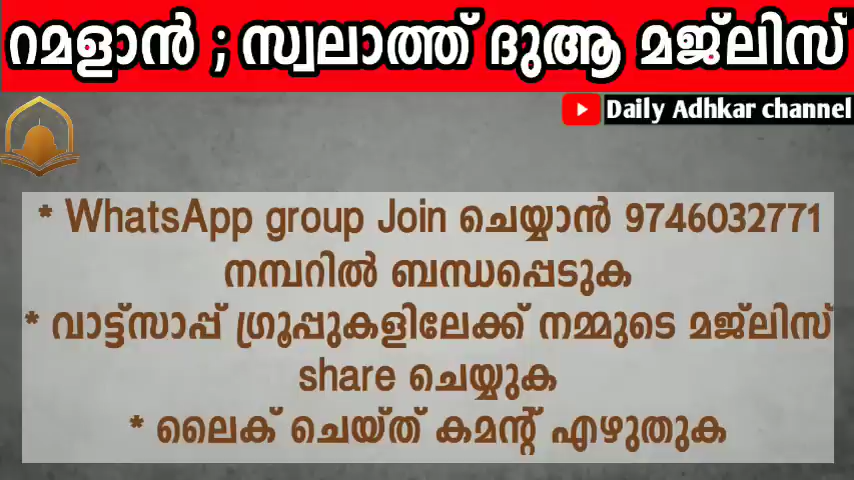 റമളാൻ ; സ്വലാത്ത് ദുആ മജ്ലിസ്
Daily Adhkar channel
* WhatsApp group Join ചെയ്യാൻ 9746032771
നമ്പറിൽ ബന്ധപ്പെടുക
* വാട്ട്സാപ്പ് ഗ്രൂപ്പുകളിലേക്ക് നമ്മുടെ മജ്ലിസ്
share ചെയ്യുക
* ലൈക് ചെയ്ത് കമന്റ് എഴുതുക